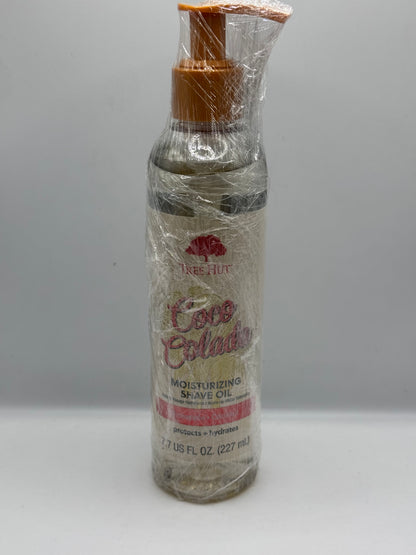 TREE HUT
Coco
Colada
MOISTURIZING
SHAVE OIL
protects + hydrates
7.7 US FL OZ. (227 mL)